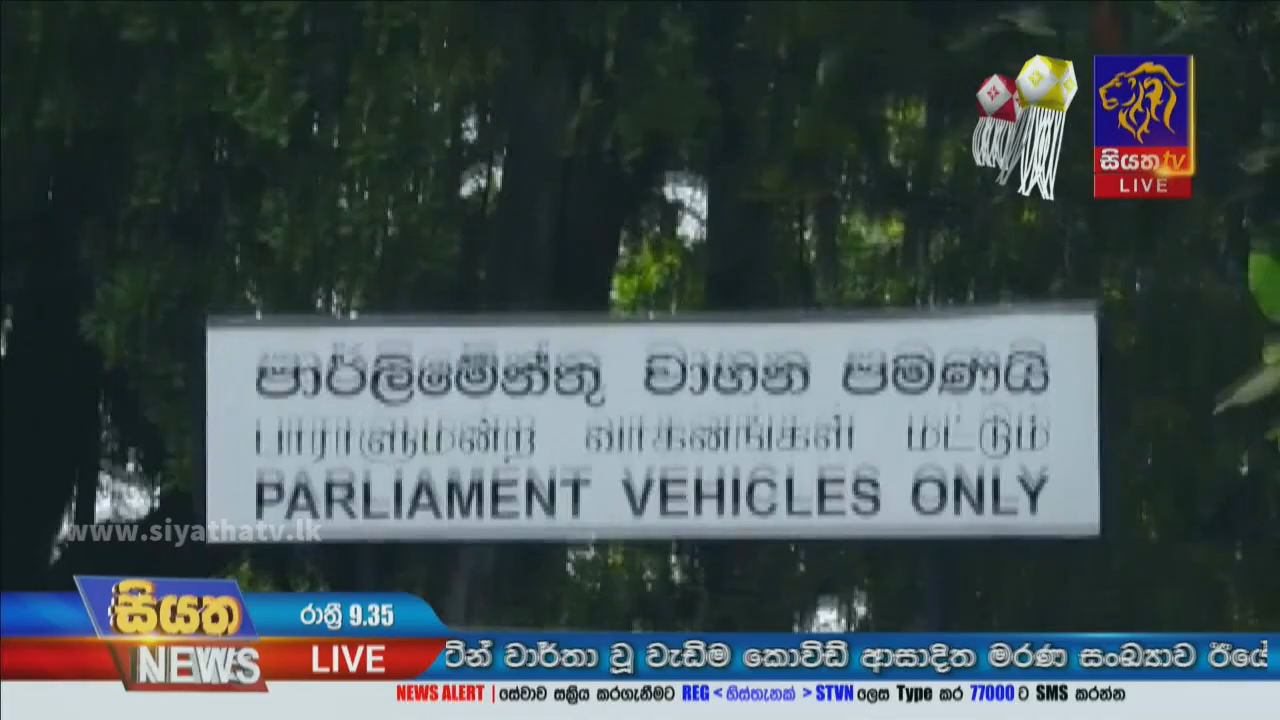 සියත tv
LIVE
පාර්ලිමේන්තු වාහන පමණයි
பாராளுமன்ற வாகனங்கள் மட்டும்
PARLIAMENT VEHICLES ONLY
www.siyathatv.lk
සියත
NEWS
රාත්‍රී 9.35
LIVE
ටින් වාර්තා වූ වැඩිම කොවිඩ් ආසාදිත මරණ සංඛ්‍යාව ඊයේ
NEWS ALERT | සේවාව සක්‍රිය කරගැනීමට REG < හිස්තැනක් > STVN ලෙස Type කර 77000 ට SMS කරන්න